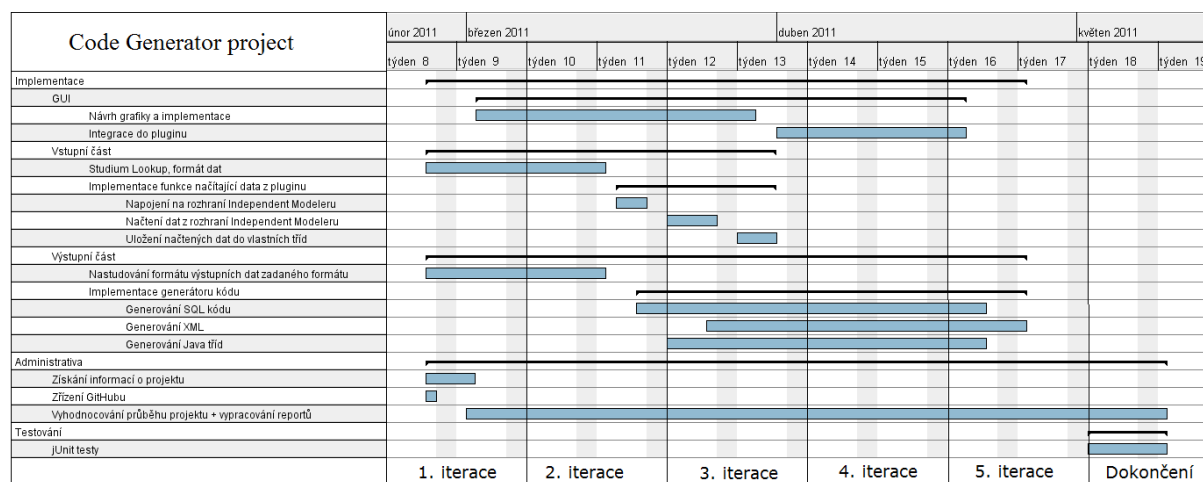 Code Generator project
únor 2011
březen 2011
duben 2011
květen 2011
týden 8
týden 9
týden 10
týden 11
týden 12
týden 13
týden 14
týden 15
týden 16
týden 17
týden 18
týden 19
Implementace
GUI
Návrh grafiky a implementace
Integrace do pluginu
Vstupní část
Studium Lookup, formát dat
Implementace funkce načítající data z pluginu
Napojení na rozhraní Independent Modeleru
Načtení dat z rozhraní Independent Modeleru
Uložení načtených dat do vlastních tříd
Výstupní část
Nastudování formátu výstupních dat zadaného formátu
Implementace generátoru kódu
Generování SQL kódu
Generování XML
Generování Java tříd
Administrativa
Získání informací o projektu
Zřízení GitHubu
Vyhodnocování průběhu projektu + vypracování reportů
Testování
jUnit testy
1. iterace
2. iterace
3. iterace
4. iterace
5. iterace
Dokončení